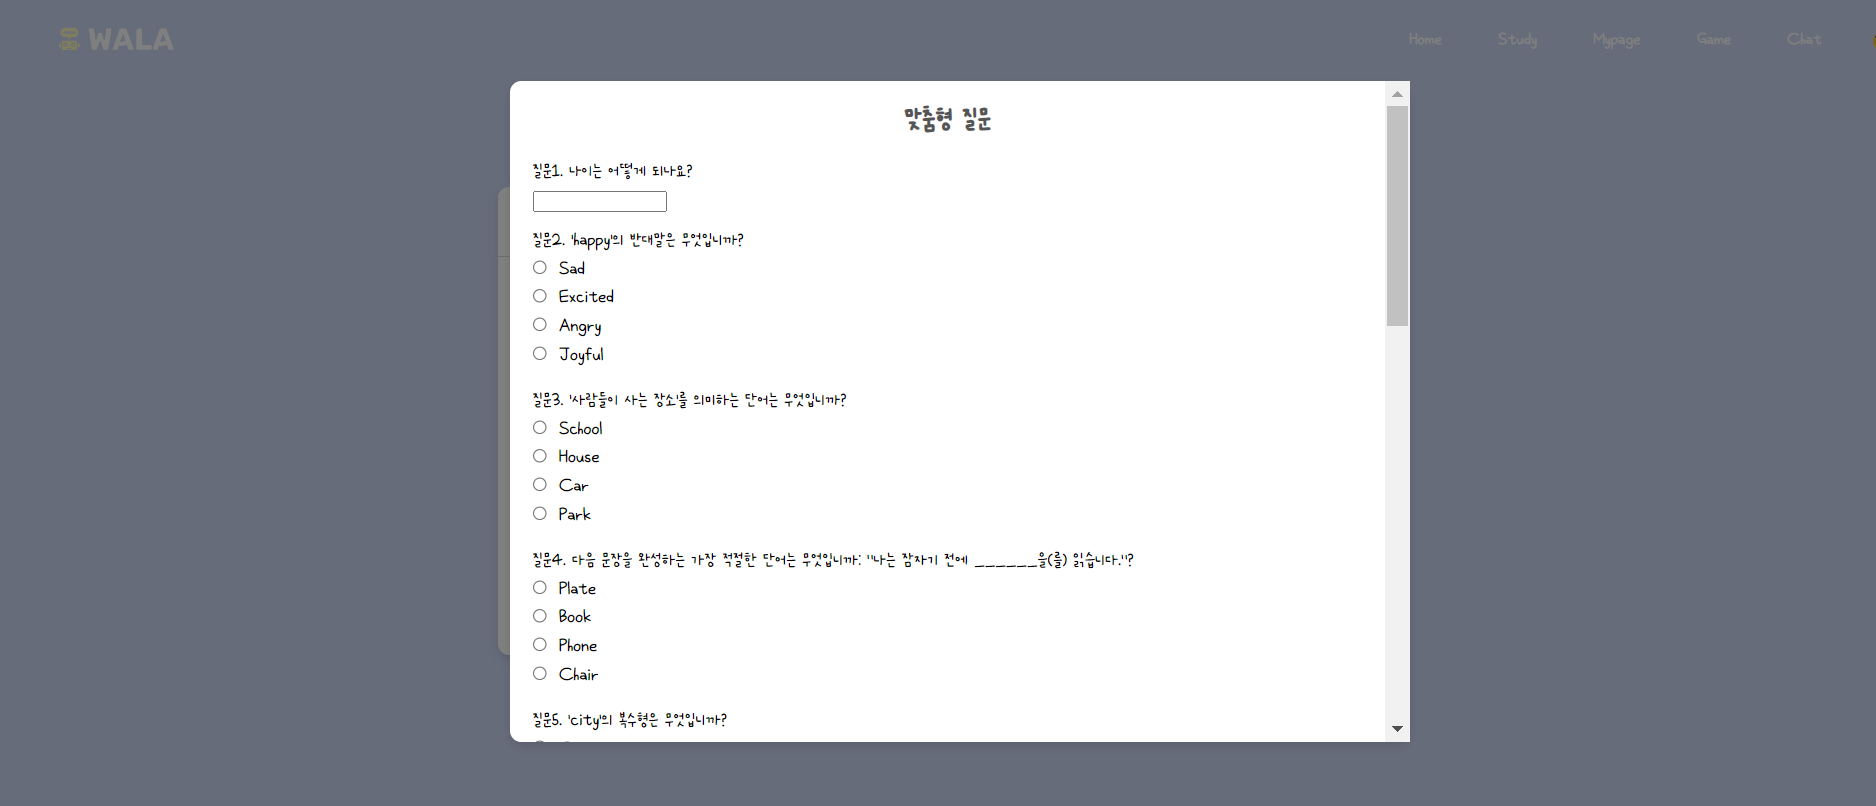 WALA
Home Study Mypage Game Chat
맞춤형 질문
질문1. 나이는 어떻게 되나요?
질문2. 'happy'의 반대말은 무엇입니까?
Sad
Excited
Angry
Joyful
질문3. '사람들이 사는 장소'를 의미하는 단어는 무엇입니까?
School
House
Car
Park
질문4. 다음 문장을 완성하는 가장 적절한 단어는 무엇입니까: "나는 잠자기 전에 ______을(를) 읽습니다."?
Plate
Book
Phone
Chair
질문5. 'city'의 복수형은 무엇입니까?